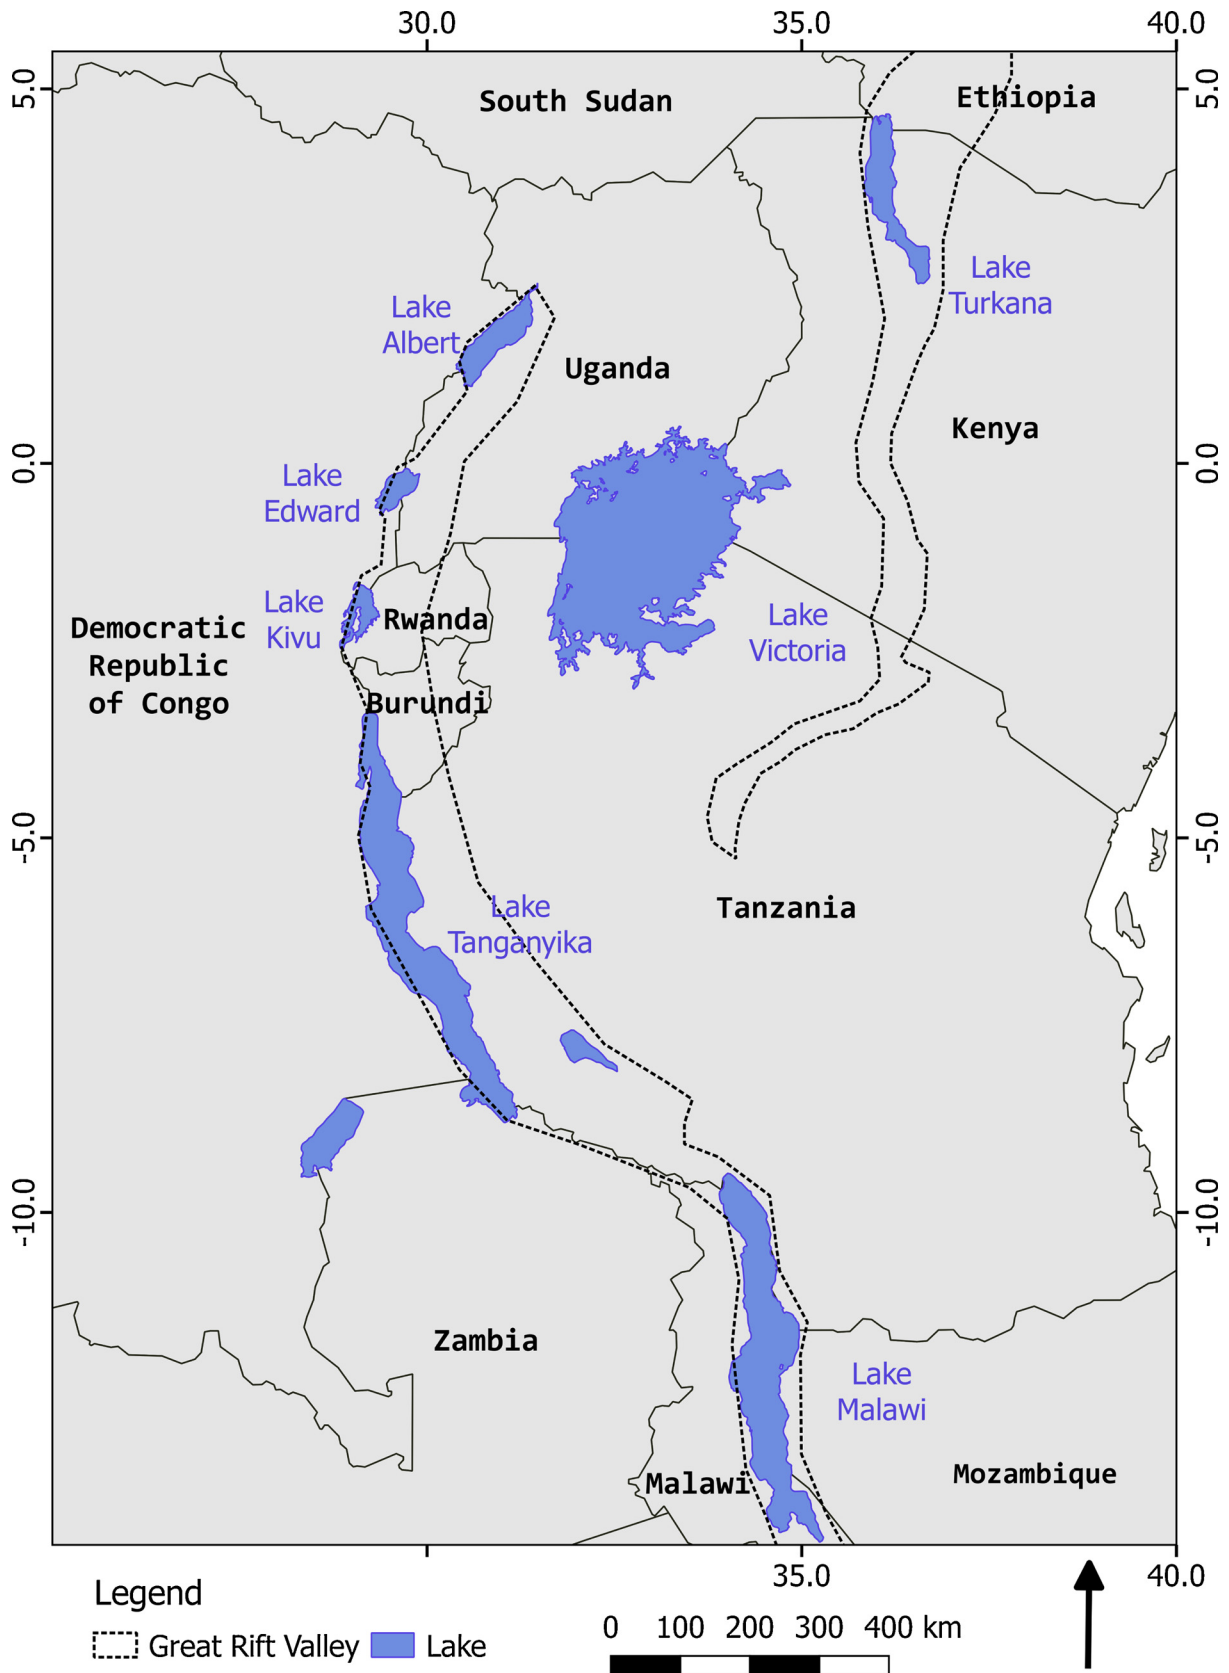 30.0 35.0 40.0
5.0 5.0
South Sudan
Ethiopia
Lake
Turkana
Lake
Albert
Uganda
Kenya
0.0 0.0
Lake
Edward
Lake
Kivu
Rwanda
Lake
Victoria
Democratic
Republic
of Congo
Burundi
-5.0 -5.0
Lake
Tanganyika
Tanzania
-10.0 -10.0
Zambia
Lake
Malawi
Malawi
Mozambique
35.0 40.0
Legend
Great Rift Valley Lake
0 100 200 300 400 km